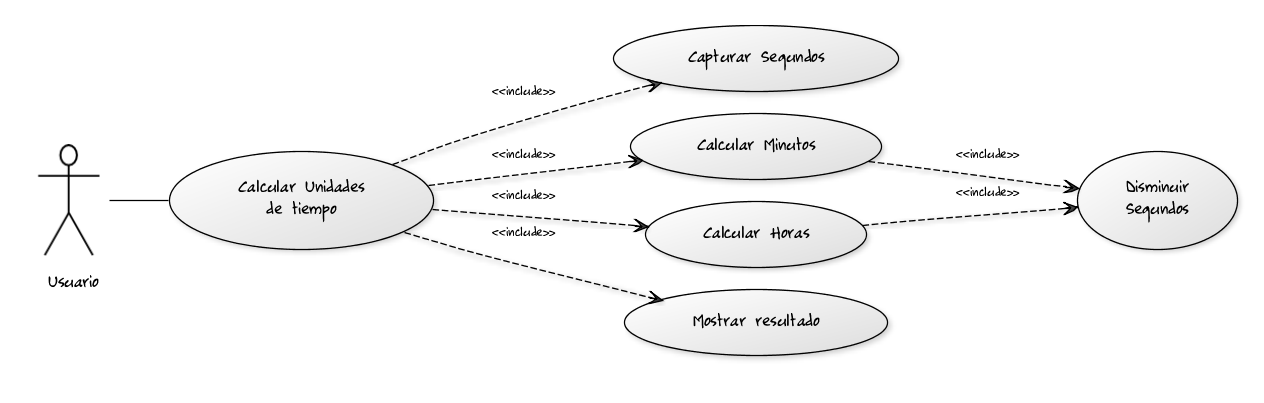 Capturar Segundos
<<include>>
Calcular Minutos
<<include>>
<<include>>
Calcular Unidades
de tiempo
Disminuir
Segundos
<<include>>
<<include>>
Calcular Horas
<<include>>
Usuario
Mostrar resultado